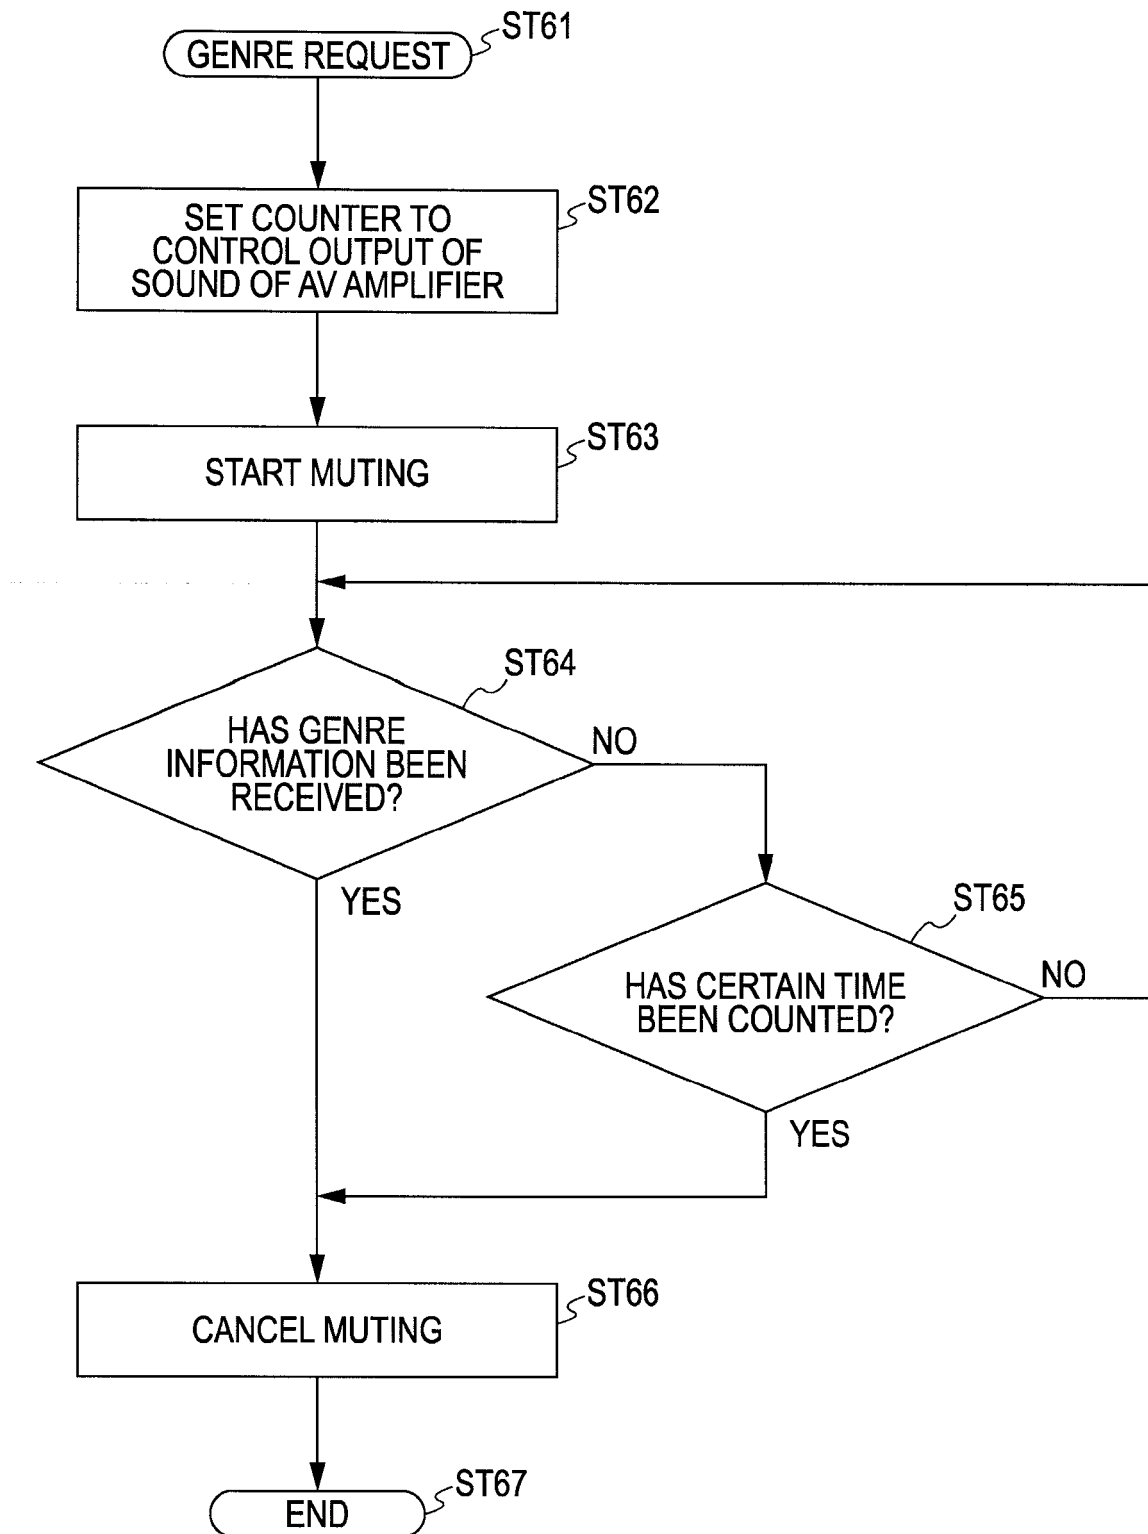 ST61
GENRE REQUEST
ST62
SET COUNTER TO
CONTROL OUTPUT OF
SOUND OF AV AMPLIFIER
ST63
START MUTING
ST64
HAS GENRE
INFORMATION BEEN
RECEIVED?
NO
YES
ST65
HAS CERTAIN TIME
BEEN COUNTED?
NO
YES
ST66
CANCEL MUTING
ST67
END